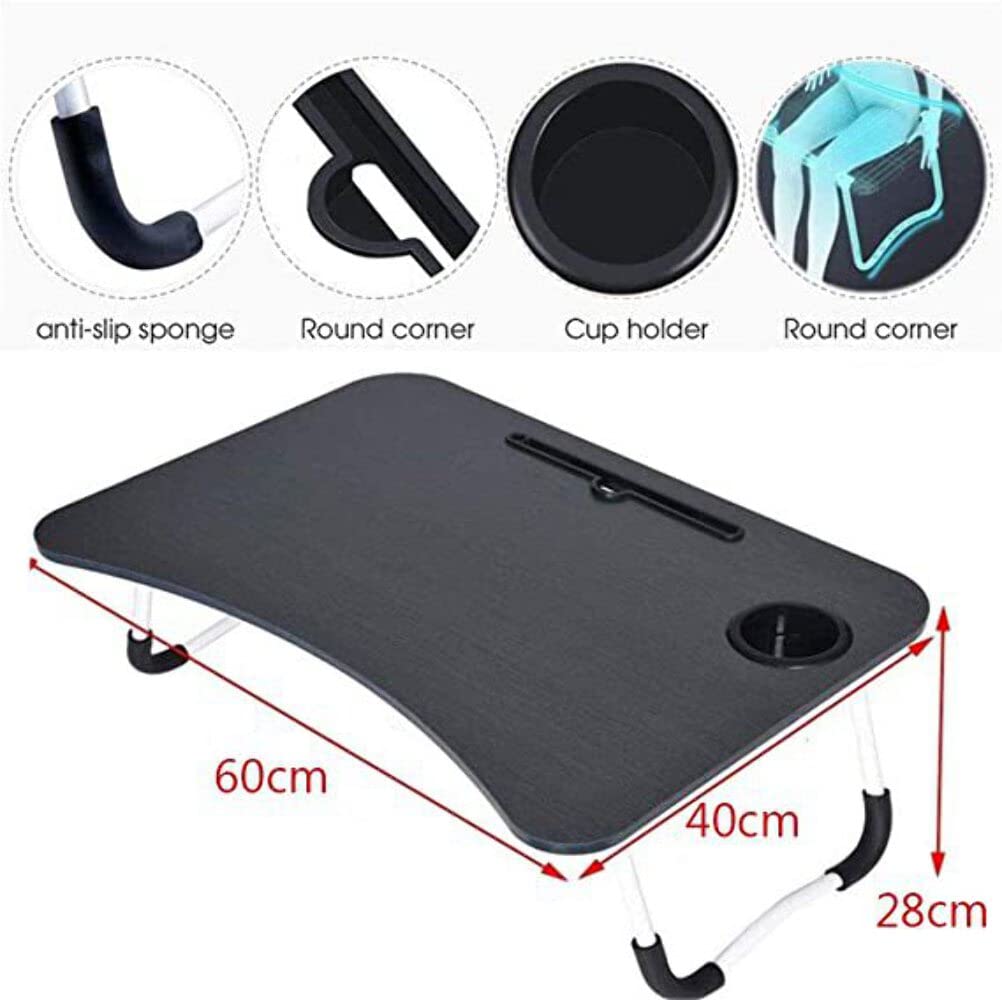 anti-slip sponge
Round corner
Cup holder
Round corner
60cm
40cm
28cm